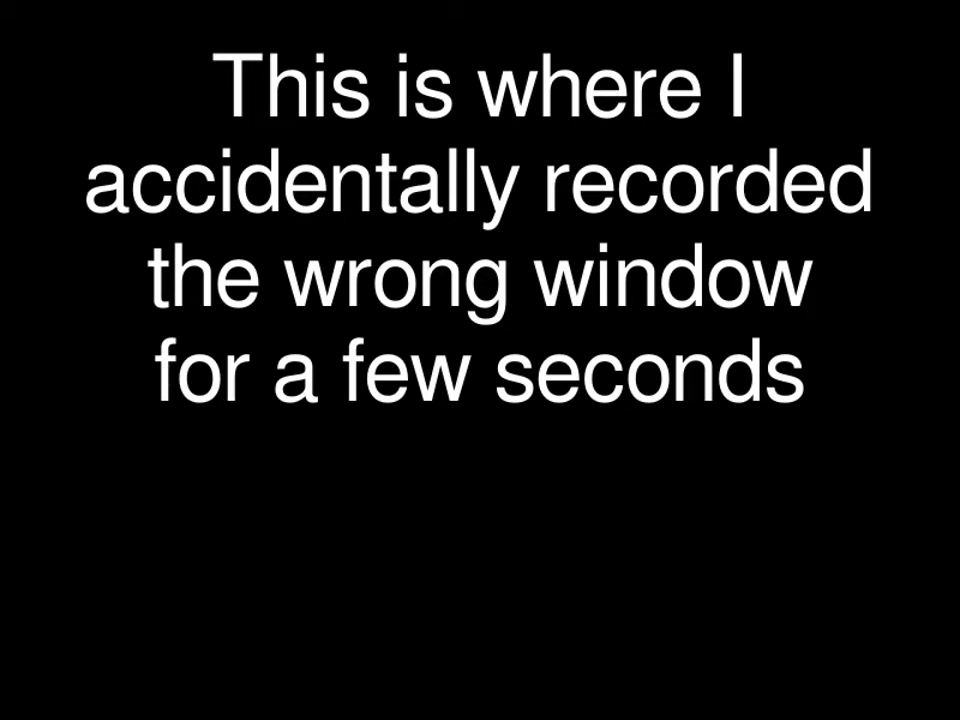 This is where I
accidentally recorded
the wrong window
for a few seconds